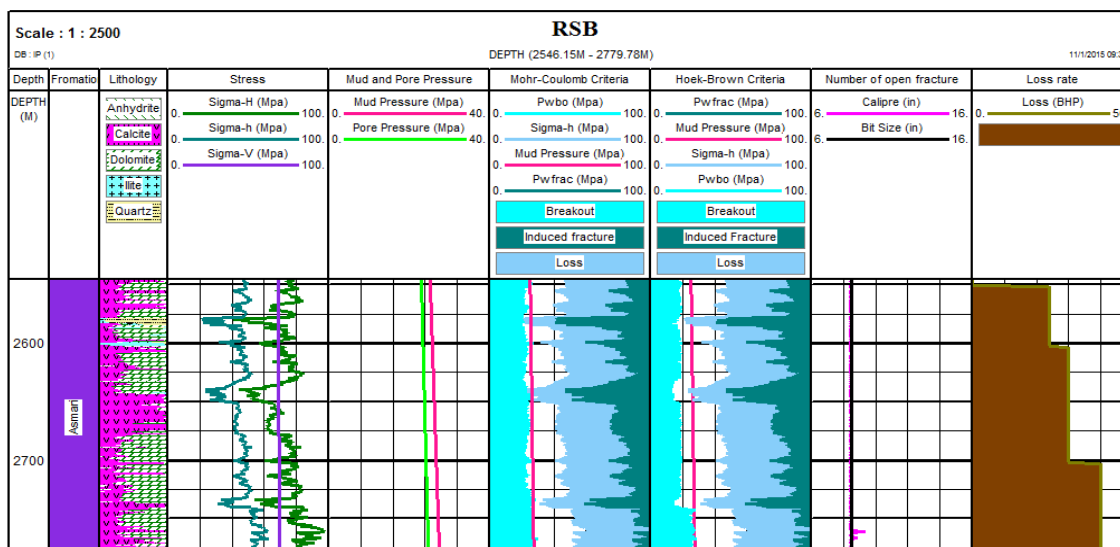 Scale : 1 : 2500
RSB
DB : IP (1)
DEPTH (2546.15M - 2779.78M)
Depth Fromatio Lithology Stress Mud and Pore Pressure Mohr-Coulomb Criteria Hoek-Brown Criteria Number of open fracture Loss rate
DEPTH
(M)
Anhydrite
Calcite
Dolomite
Ilite
Quartz
Sigma-H (Mpa)
0. 100.
Sigma-h (Mpa)
0. 100.
Sigma-V (Mpa)
0. 100.
Mud Pressure (Mpa)
0. 40.
Pore Pressure (Mpa)
0. 40.
Pwbo (Mpa)
0. 100.
Sigma-h (Mpa)
0. 100.
Mud Pressure (Mpa)
0. 100.
Pwfrac (Mpa)
0. 100.
Breakout
Induced fracture
Loss
Pwfrac (Mpa)
0. 100.
Mud Pressure (Mpa)
0. 100.
Sigma-h (Mpa)
0. 100.
Pwbo (Mpa)
0. 100.
Breakout
Induced Fracture
Loss
Calipre (in)
6. 16.
Bit Size (in)
6. 16.
Loss (BHP)
0.
2600
Asmari
2700